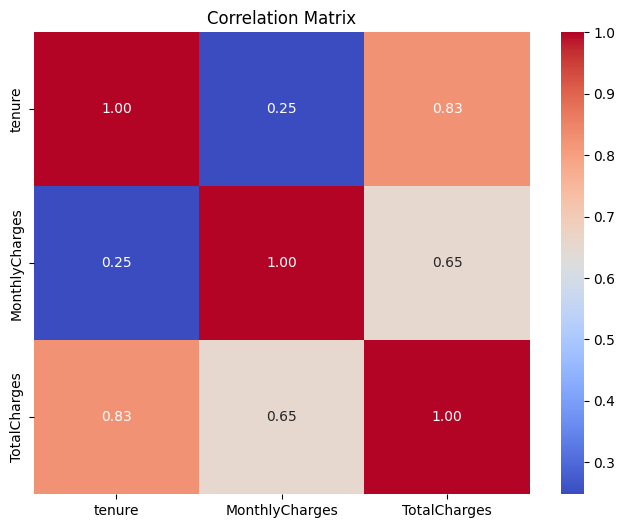 Correlation Matrix
tenure 1.00 0.25 0.83
MonthlyCharges 0.25 1.00 0.65
TotalCharges 0.83 0.65 1.00
tenure MonthlyCharges TotalCharges
1.0
0.9
0.8
0.7
0.6
0.5
0.4
0.3